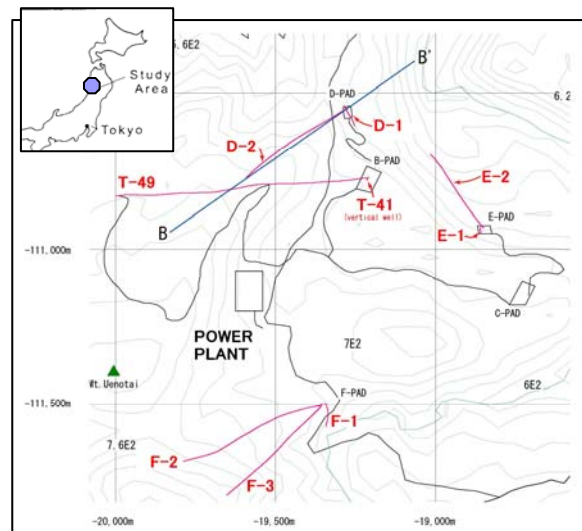 Study
Area
Tokyo
6.6E2
B'
D-PAD
6.2
D-1
D-2
B-PAD
T-49
E-2
T-41
(vertical well)
E-PAD
B
E-1
-111,000m
C-PAD
POWER
PLANT
7E2
Mt.Uenotai
6E2
F-PAD
-111,500m
F-1
7.6E2
F-2
F-3
-20,000m
-19,500m
-19,000m